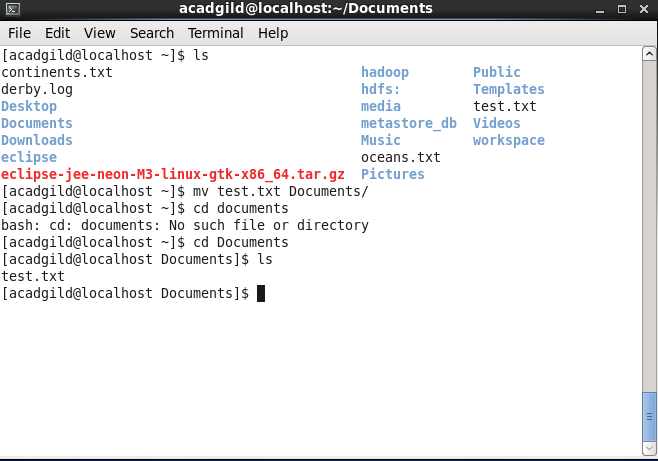 acadgild@localhost:~/Documents
File Edit View Search Terminal Help
[acadgild@localhost ~]$ ls
continents.txt hadoop Public
derby.log hdfs: Templates
Desktop media test.txt
Documents metastore_db Videos
Downloads Music workspace
eclipse oceans.txt
eclipse-jee-neon-M3-linux-gtk-x86_64.tar.gz Pictures
[acadgild@localhost ~]$ mv test.txt Documents/
[acadgild@localhost ~]$ cd documents
bash: cd: documents: No such file or directory
[acadgild@localhost ~]$ cd Documents
[acadgild@localhost Documents]$ ls
test.txt
[acadgild@localhost Documents]$